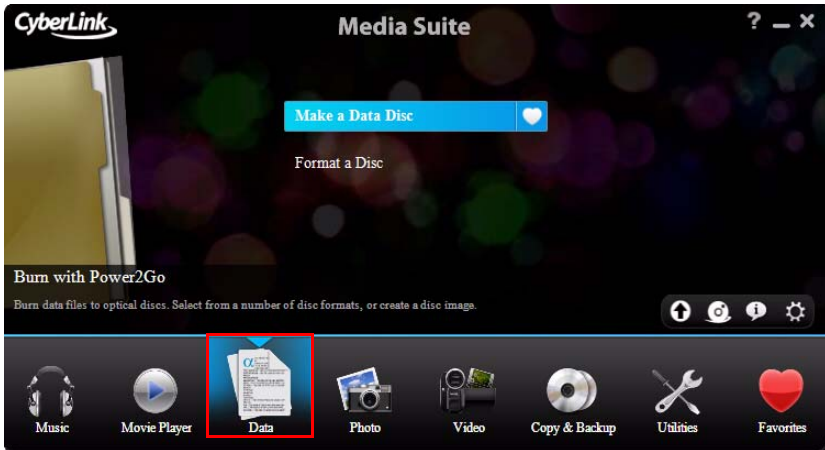 CyberLink
Media Suite
?
Make a Data Disc
Format a Disc
Burn with Power2Go
Burn data files to optical discs. Select from a number of disc formats, or create a disc image.
Music Movie Player Data Photo Video Copy & Backup Utilities Favorites